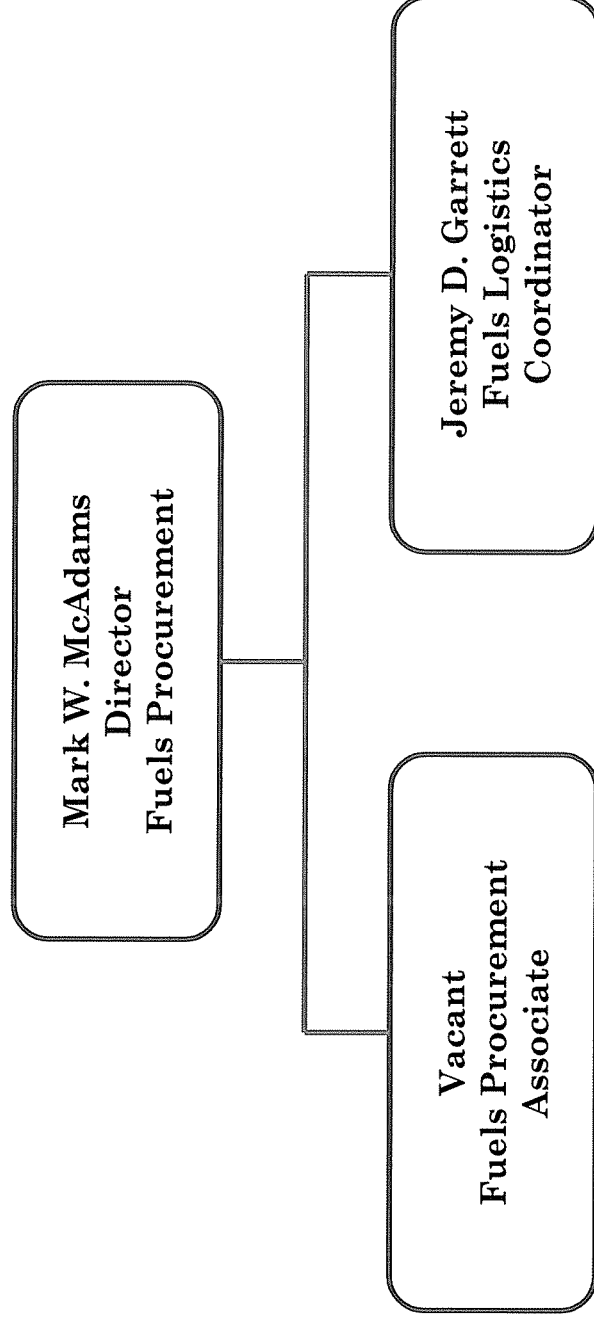 Mark W. McAdams
Director
Fuels Procurement
Vacant
Fuels Procurement
Associate
Jeremy D. Garrett
Fuels Logistics
Coordinator